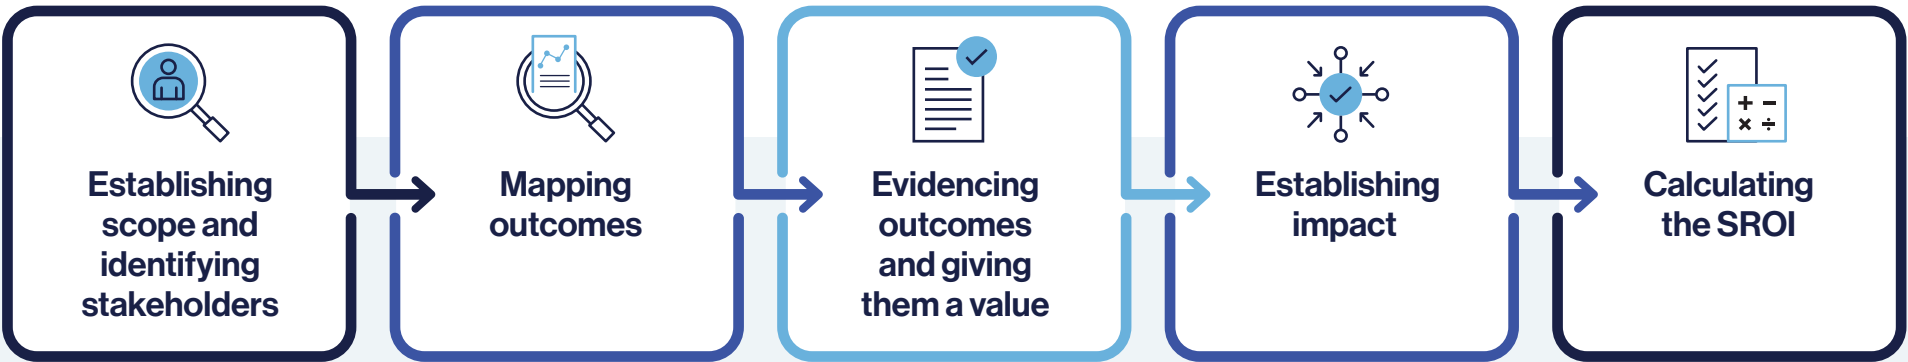 Establishing
scope and
identifying
stakeholders
Mapping
outcomes
Evidencing
outcomes
and giving
them a value
Establishing
impact
Calculating
the SROI